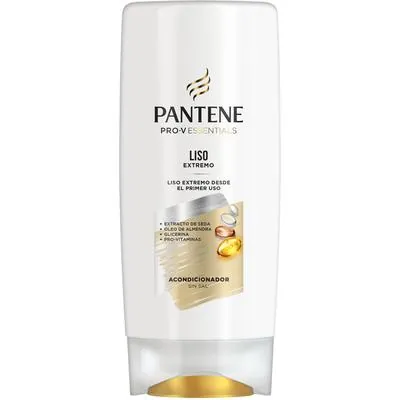 PANTENE
PRO-V ESSENTIALS
LISO
EXTREMO
LISO EXTREMO DESDE
EL PRIMER USO
• EXTRACTO DE SEDA
• ÓLEO DE ALMENDRA
• GLICERINA
• PRO-VITAMINAS
ACONDICIONADOR
SIN SAL*